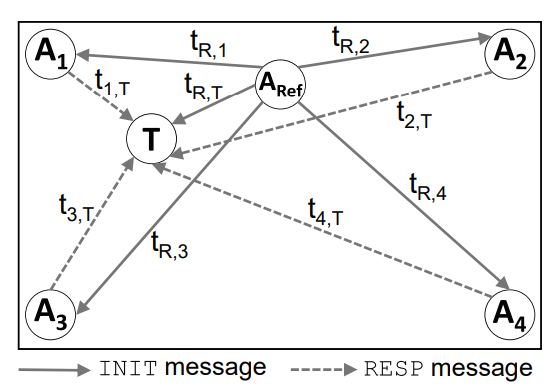 A1 tR,1 tR,2 A2
t1,T tR,T ARef
T t2,T
t3,T tR,3 t4,T tR,4
A3 A4
INIT message RESP message